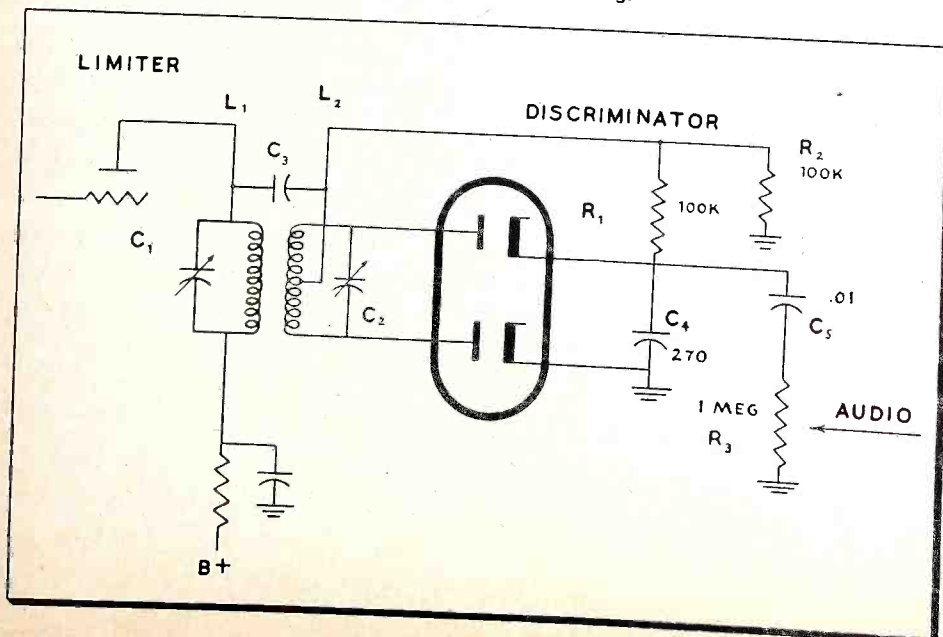 LIMITER
L₁
L₂
DISCRIMINATOR
C₃
R₂
100K
R₁
100K
C₁
C₂
C₄
270
.01
C₅
1 MEG
R₃
AUDIO
B+